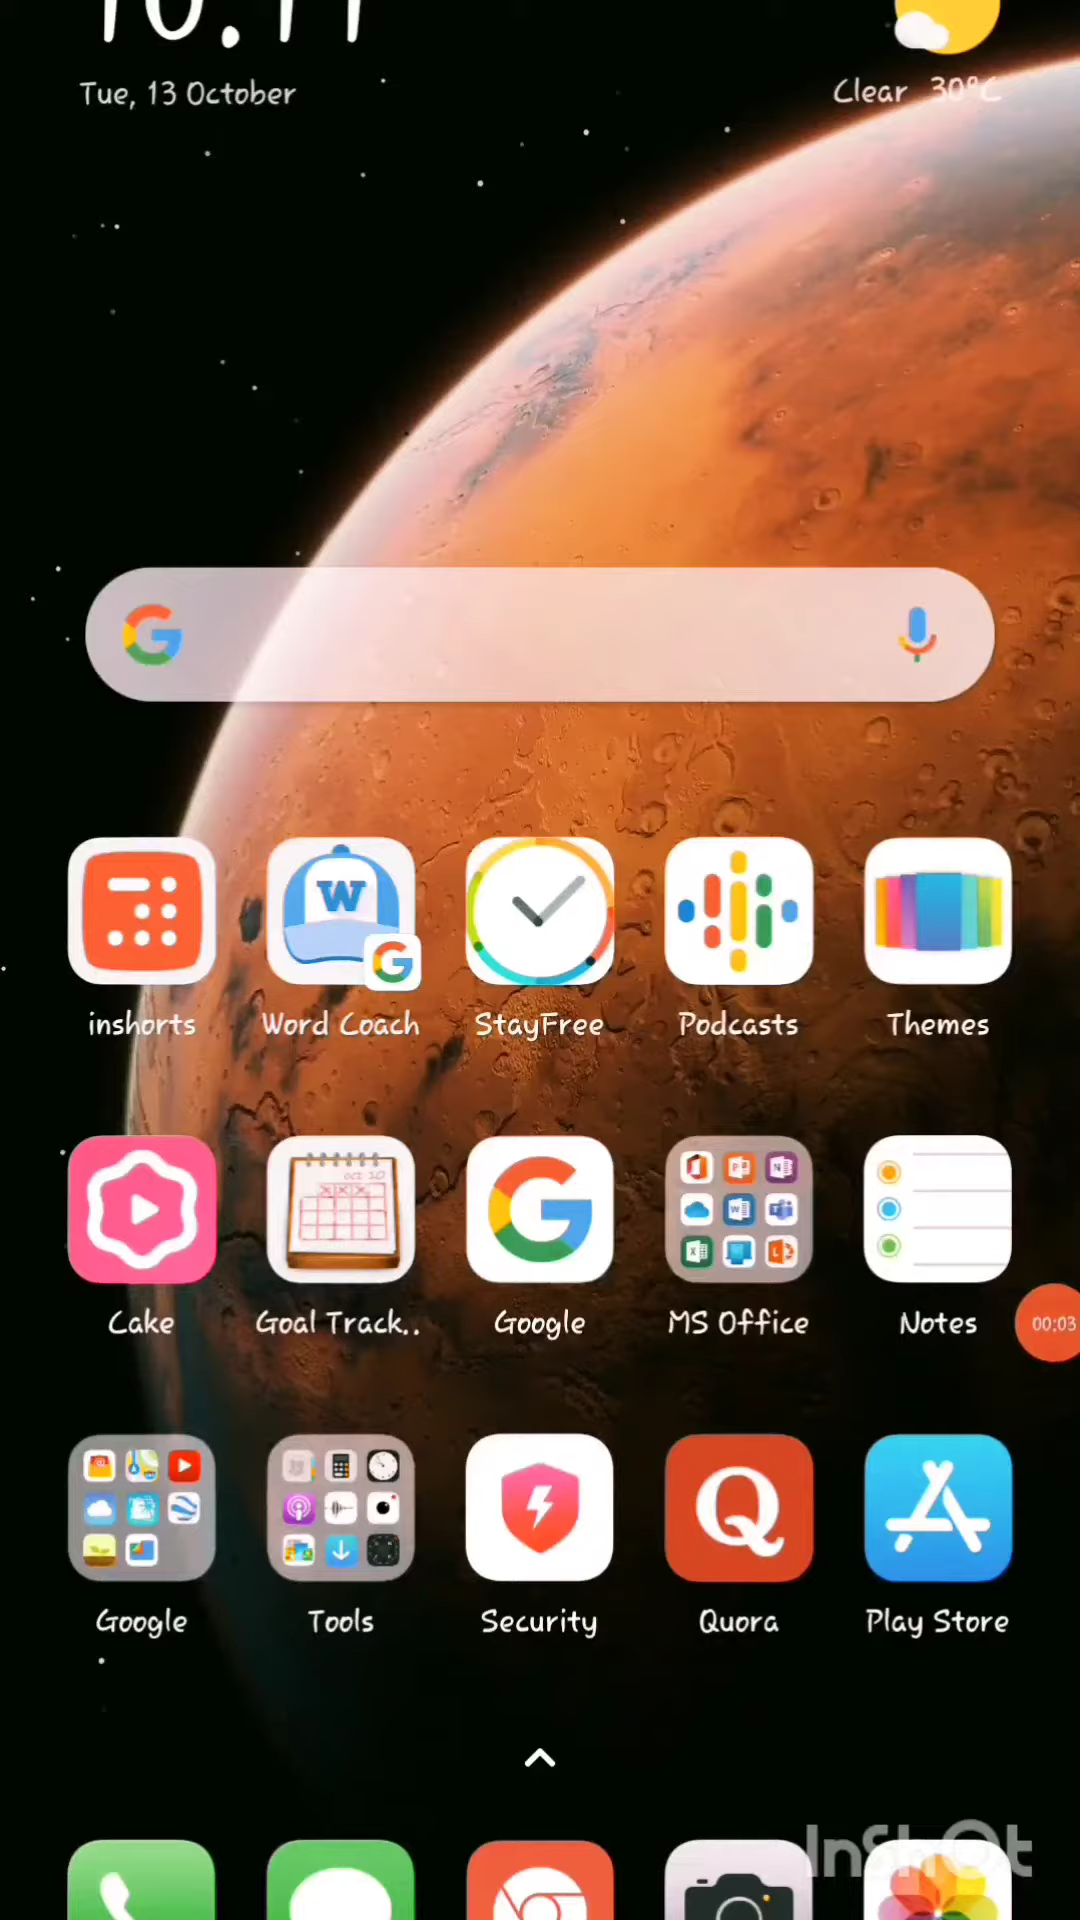 Tue, 13 October
Clear 30°C
inshorts
Word Coach
StayFree
Podcasts
Themes
Cake
Goal Track..
Google
MS Office
Notes
00:03
Google
Tools
Security
Quora
Play Store
InShOt